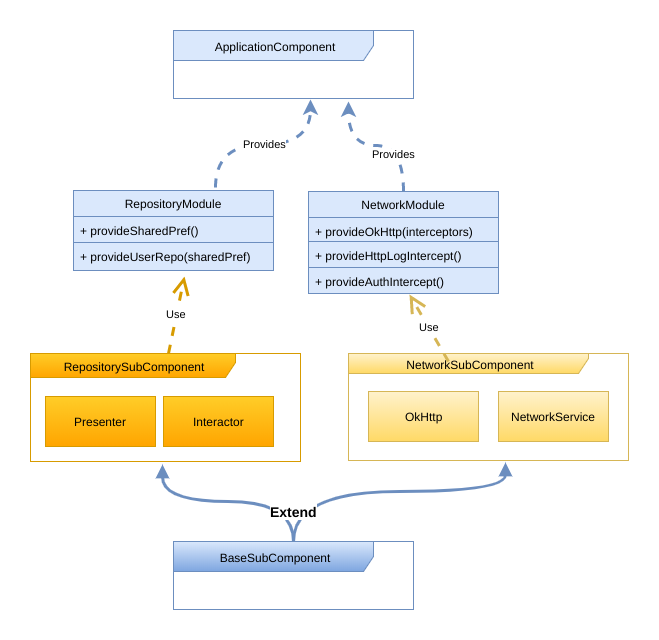 ApplicationComponent
Provides
Provides
RepositoryModule
+ provideSharedPref()
+ provideUserRepo(sharedPref)
NetworkModule
+ provideOkHttp(interceptors)
+ provideHttpLogIntercept()
+ provideAuthIntercept()
Use
Use
RepositorySubComponent
Presenter
Interactor
NetworkSubComponent
OkHttp
NetworkService
Extend
BaseSubComponent